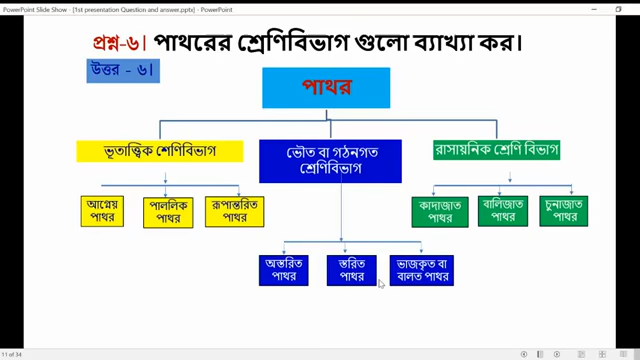 PowerPoint Slide Show - [1st presentation Question and answer.pptx] - PowerPoint
প্রশ্ন-৬। পাথরের শ্রেণিবিভাগ গুলো ব্যাখ্যা কর।
উত্তর - ৬।
পাথর
ভূতাত্ত্বিক শেণিবিভাগ
ভৌত বা গঠনগত
শ্রেণিবিভাগ
রাসায়নিক শ্রেণি বিভাগ
আগ্নেয়
পাথর
পাললিক
পাথর
রূপান্তরিত
পাথর
কাদাজাত
পাথর
বালিজাত
পাথর
চুনাজাত
পাথর
অস্তরিত
পাথর
স্তরিত
পাথর
ভাজকৃত বা
বালত পাথর
11 of 34